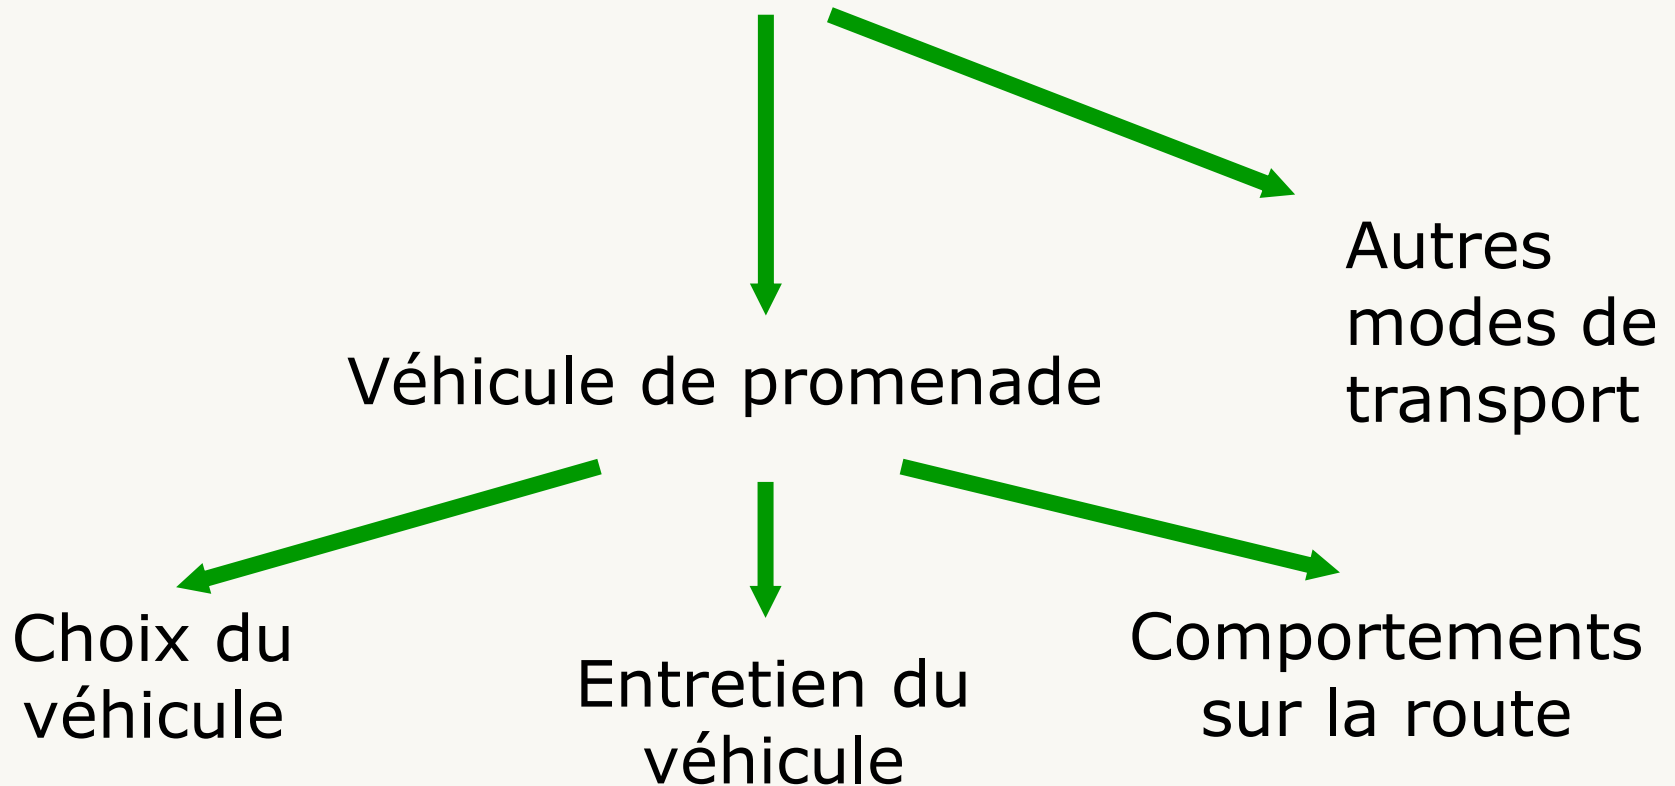 Autres
modes de
transport
Véhicule de promenade
Choix du
véhicule
Entretien du
véhicule
Comportements
sur la route